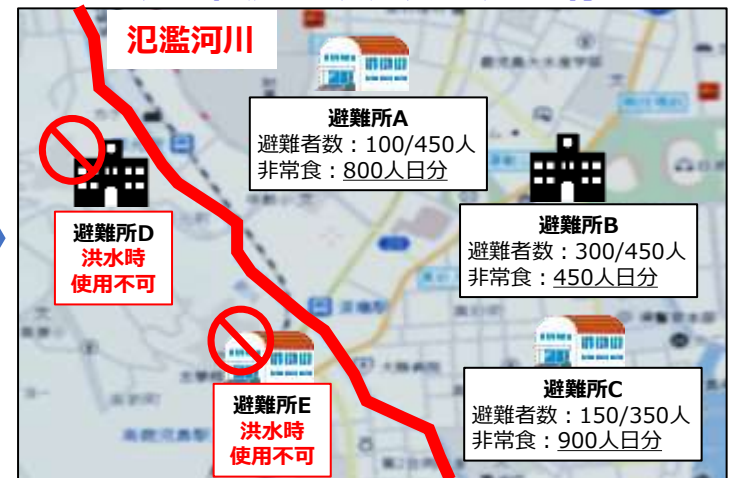 氾濫河川
避難所A
避難者数：100/450人
非常食：800人日分
避難所B
避難者数：300/450人
非常食：450人日分
避難所D
洪水時
使用不可
避難所C
避難者数：150/350人
非常食：900人日分
避難所E
洪水時
使用不可